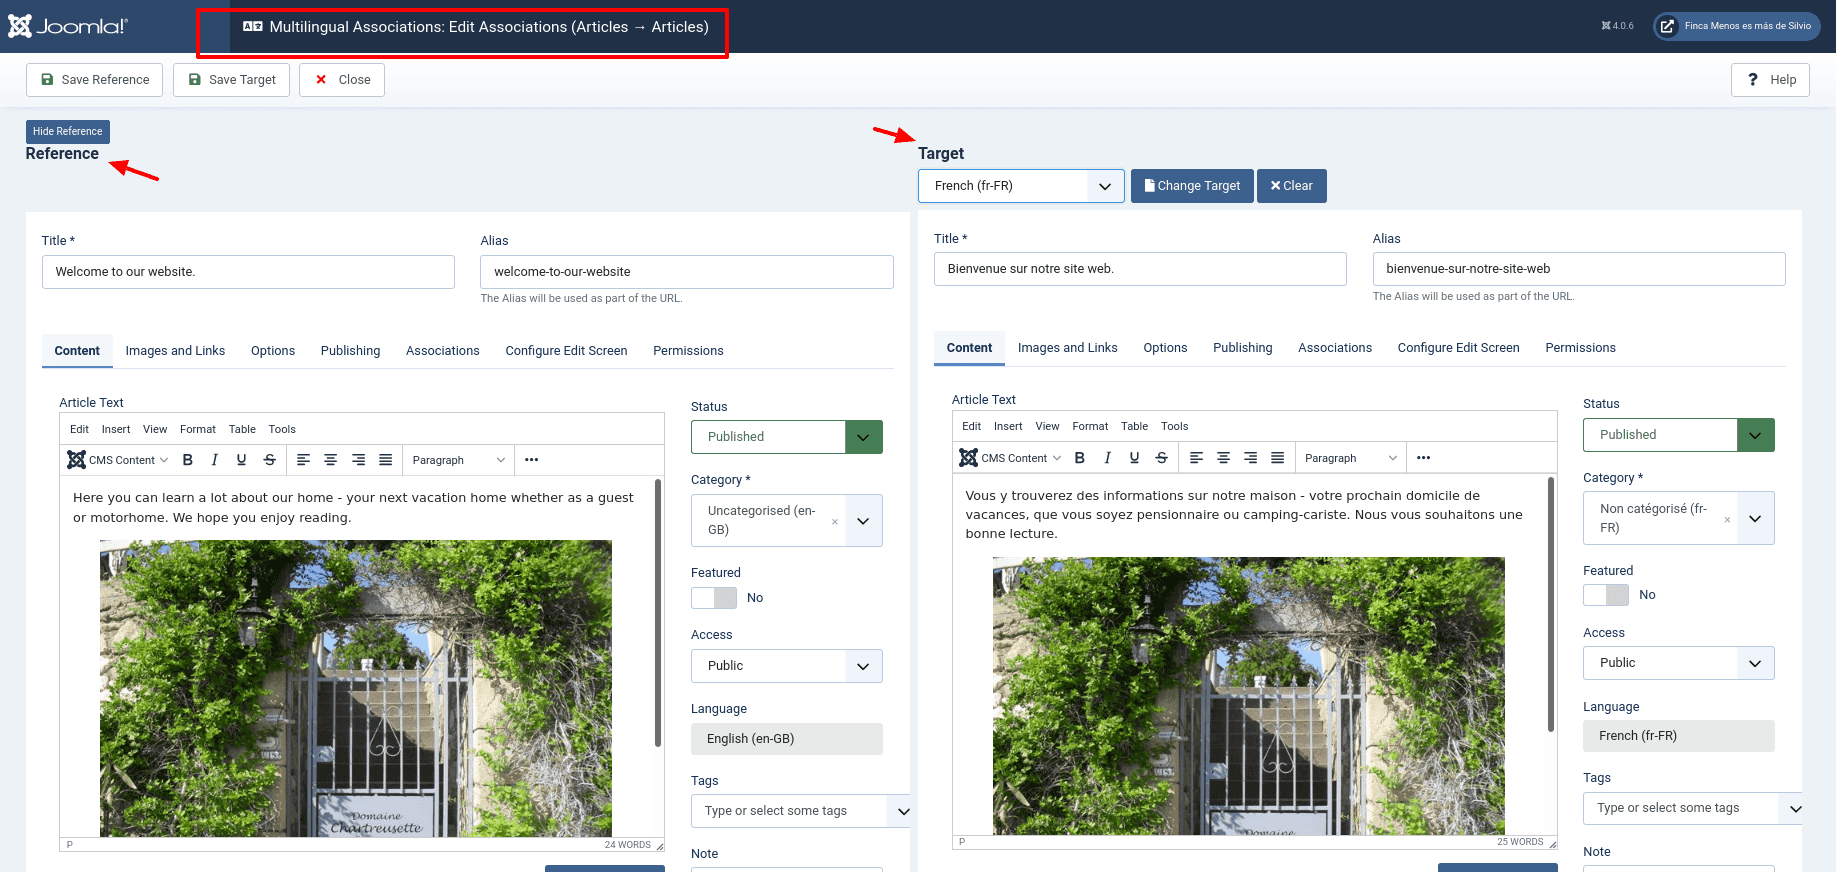 Joomla!
Multilingual Associations: Edit Associations (Articles → Articles)
4.0.6
Finca Menos es más de Silvio
Save Reference
Save Target
Close
? Help
Hide Reference
Reference
Title *
Alias
Welcome to our website.
welcome-to-our-website
The Alias will be used as part of the URL.
Content Images and Links Options Publishing Associations Configure Edit Screen Permissions
Article Text
Edit Insert View Format Table Tools
CMS Content B I U S Paragraph
Here you can learn a lot about our home - your next vacation home whether as a guest
or motorhome. We hope you enjoy reading.
Domaine
Chartreusette
P
24 WORDS
Status
Published
Category *
Uncategorised (en-
GB)
×
Featured
No
Access
Public
Language
English (en-GB)
Tags
Type or select some tags
Note
Target
French (fr-FR)
Change Target
Clear
Title *
Alias
Bienvenue sur notre site web.
bienvenue-sur-notre-site-web
The Alias will be used as part of the URL.
Content Images and Links Options Publishing Associations Configure Edit Screen Permissions
Article Text
Edit Insert View Format Table Tools
CMS Content B I U S Paragraph
Vous y trouverez des informations sur notre maison - votre prochain domicile de
vacances, que vous soyez pensionnaire ou camping-cariste. Nous vous souhaitons une
bonne lecture.
Domaine
P
25 WORDS
Status
Published
Category *
Non catégorisé (fr-
FR)
×
Featured
No
Access
Public
Language
French (fr-FR)
Tags
Type or select some tags
Note